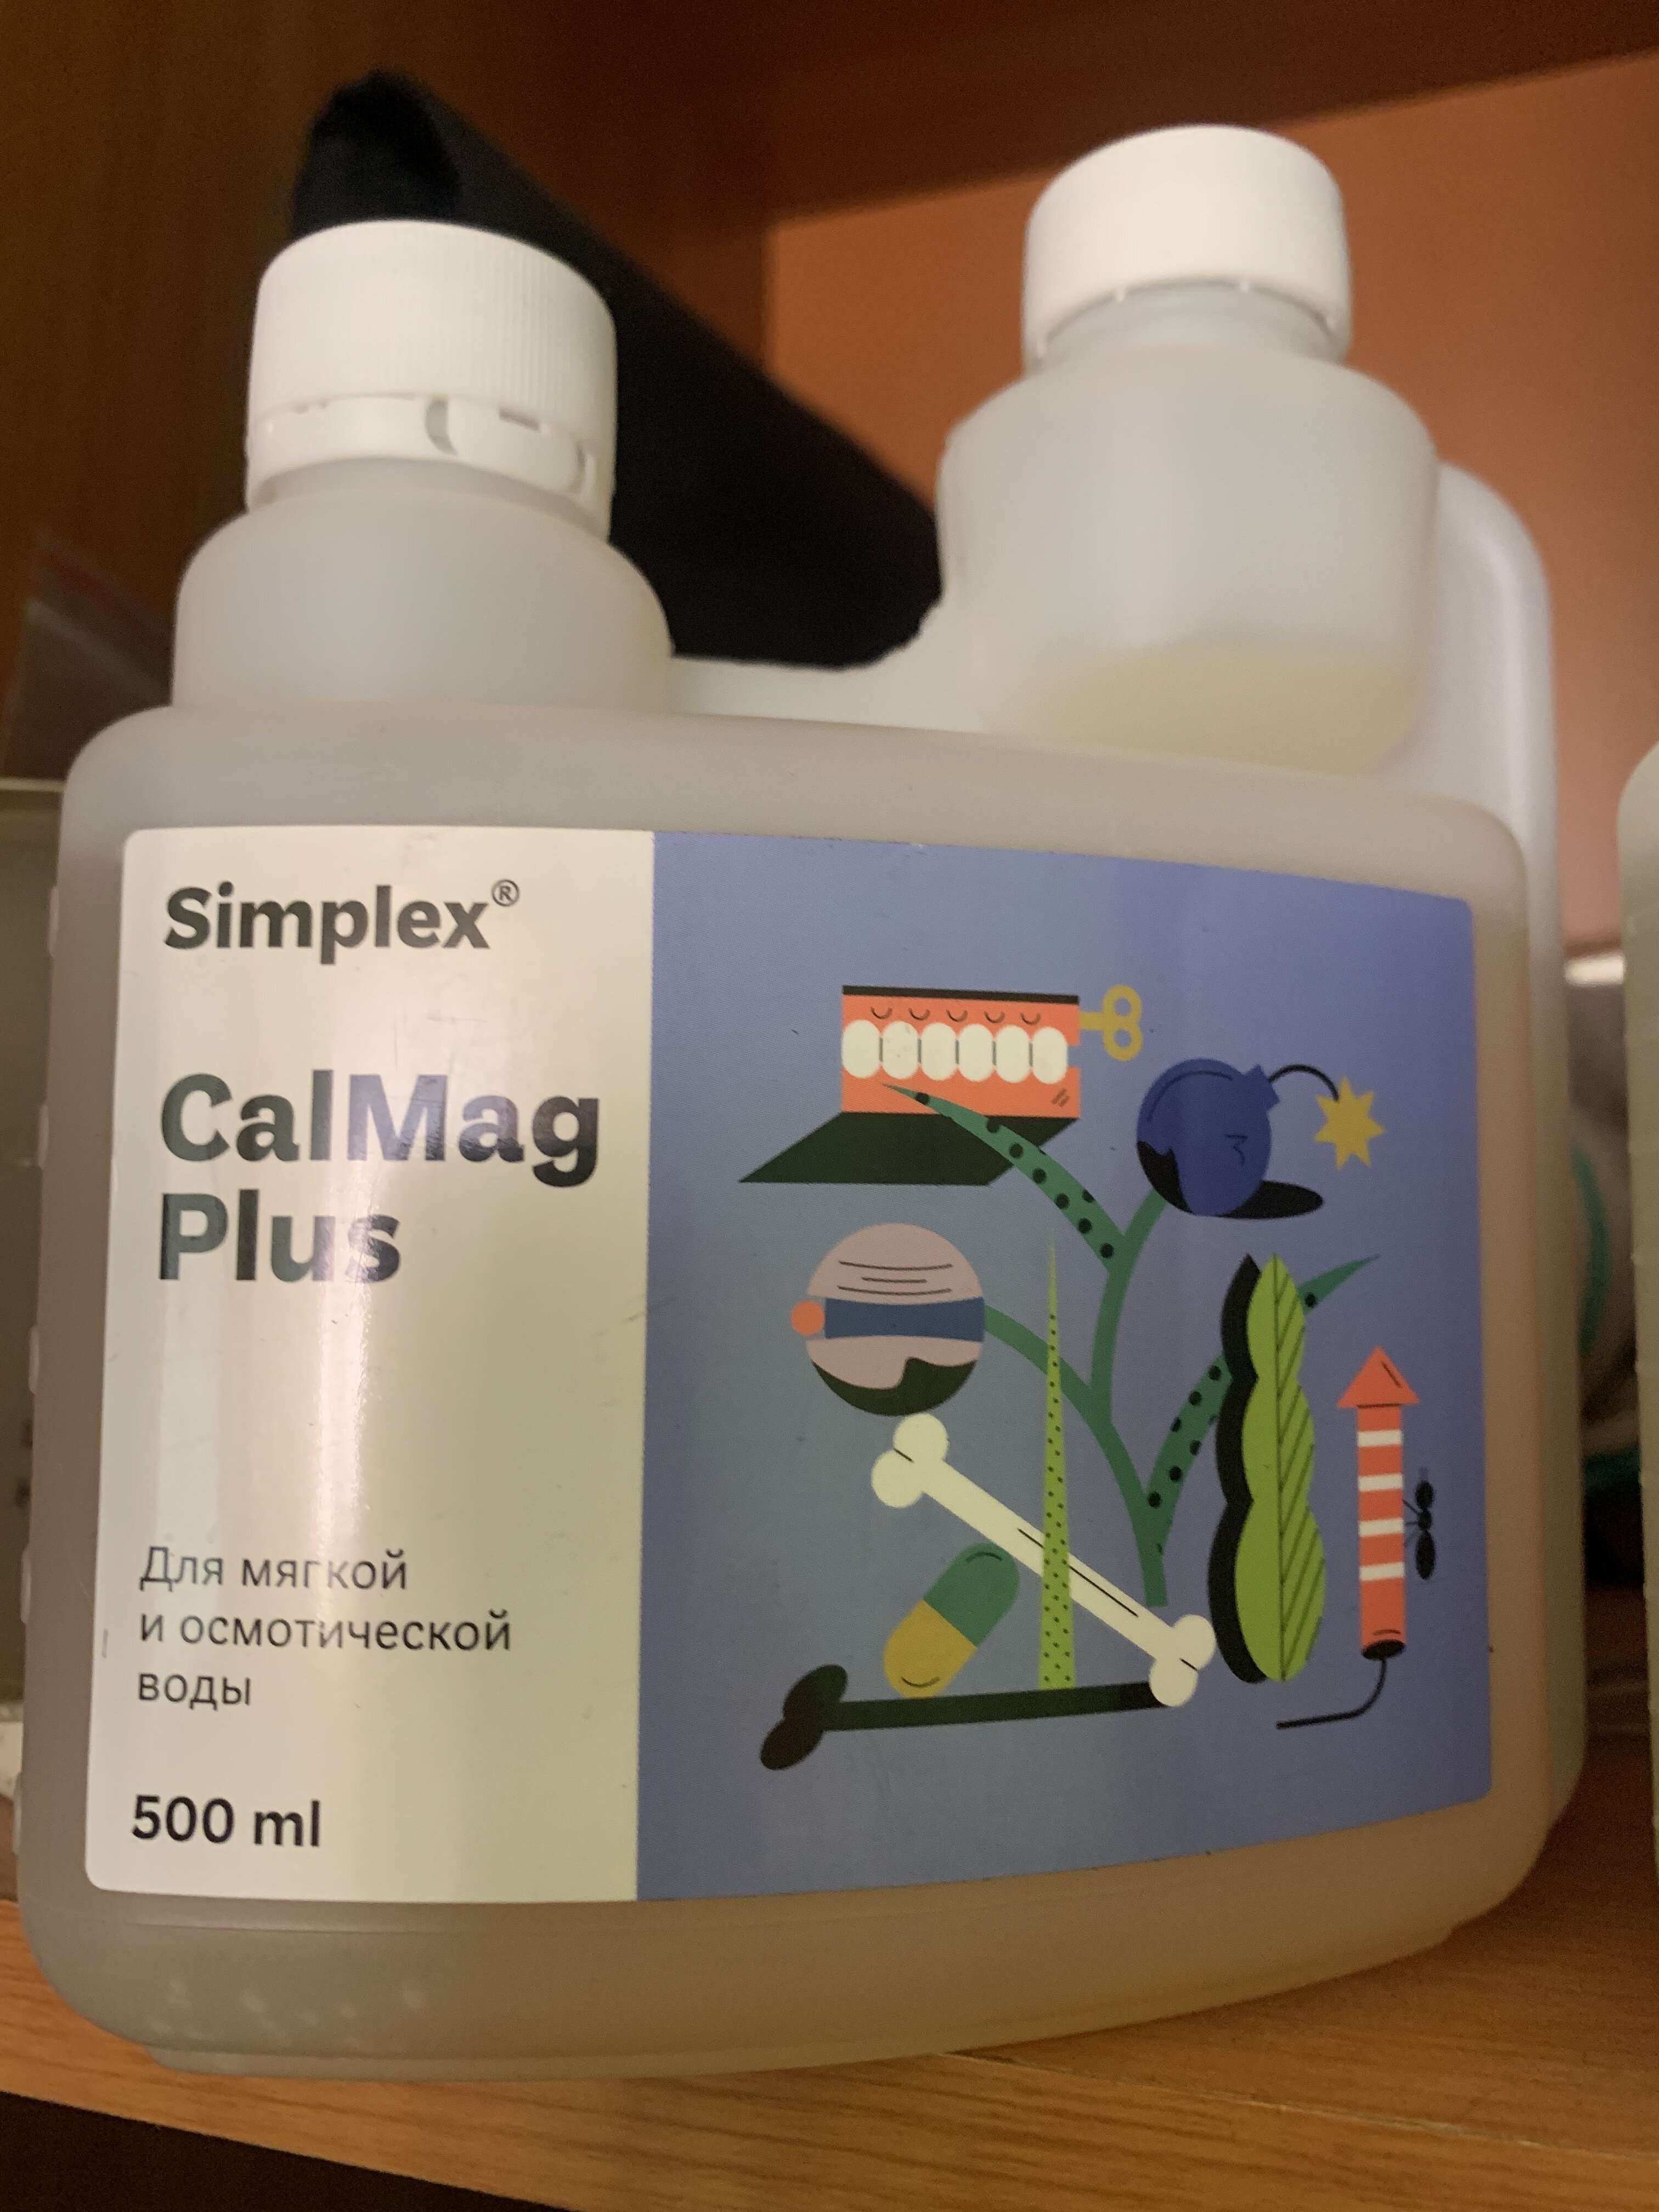 Simplex®
CalMag
Plus
Для мягкой
и осмотической
воды
500 ml